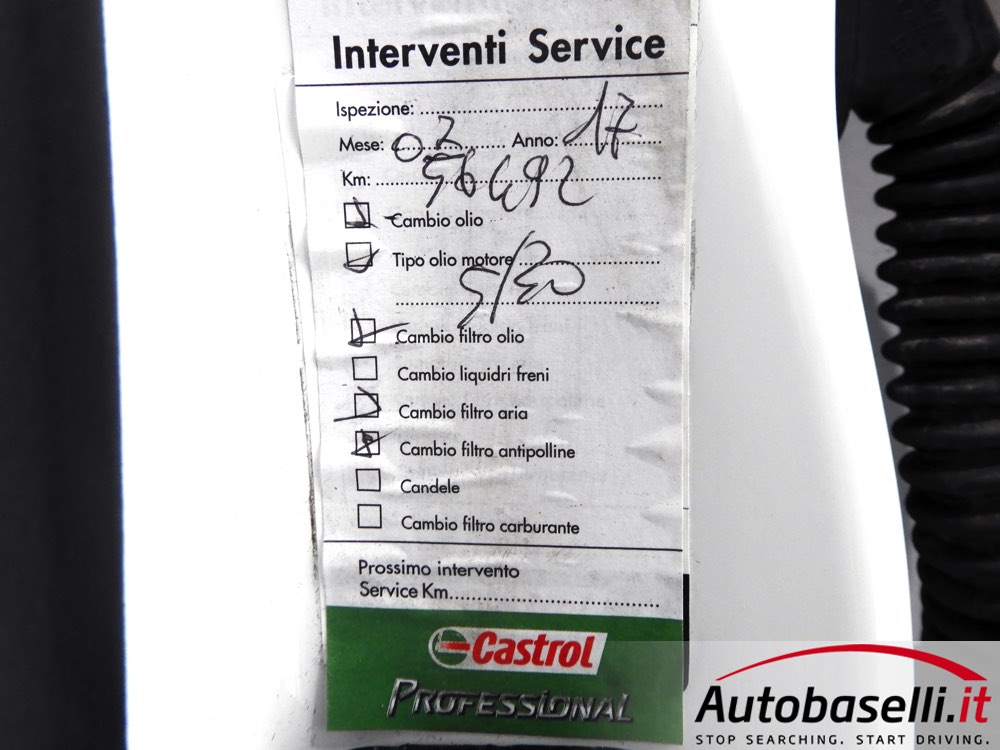 Interventi Service
Ispezione:
Mese: 02 Anno: 17
Km: 56492
Cambio olio
Tipo olio motore
5/30
Cambio filtro olio
Cambio liquidri freni
Cambio filtro aria
Cambio filtro antipolline
Candele
Cambio filtro carburante
Prossimo intervento
Service Km.
Castrol
PROFESSIONAL
Autobaselli.it
STOP SEARCHING. START DRIVING.